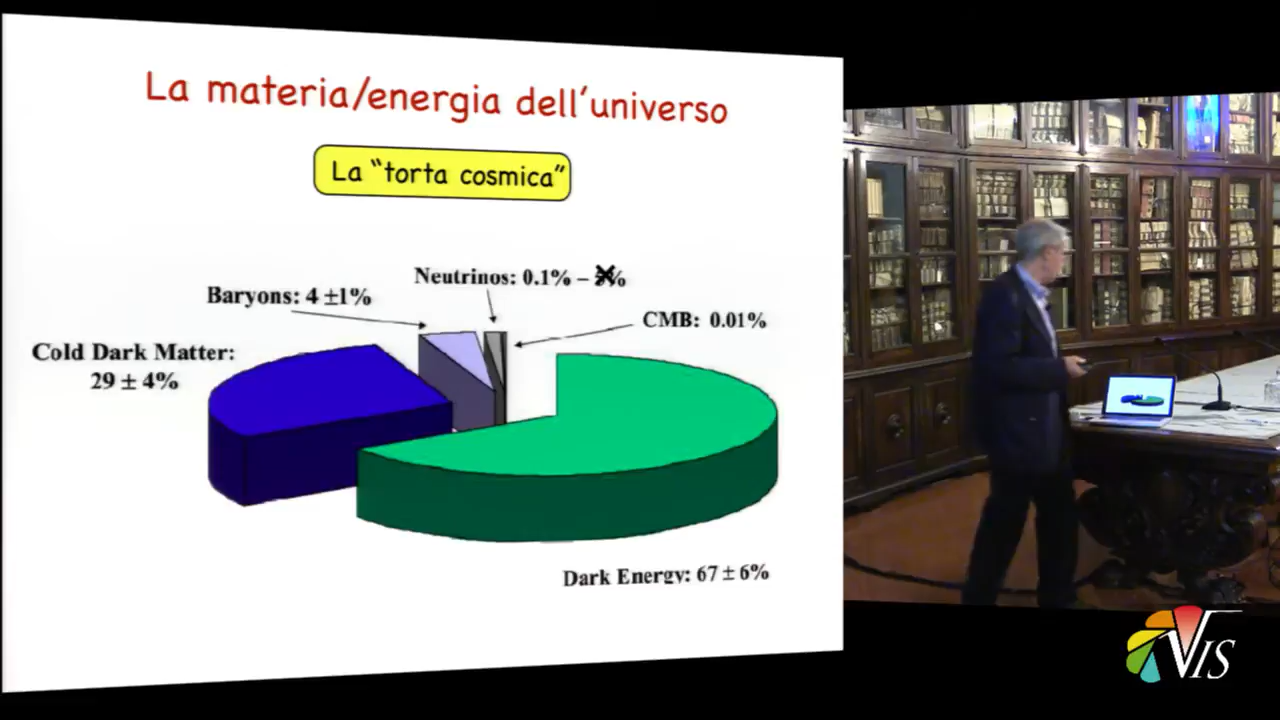 La materia/energia dell'universo
La "torta cosmica"
Neutrinos: 0.1% – %
Baryons: 4 ±1%
CMB: 0.01%
Cold Dark Matter:
29 ± 4%
Dark Energy: 67 ± 6%
VIS